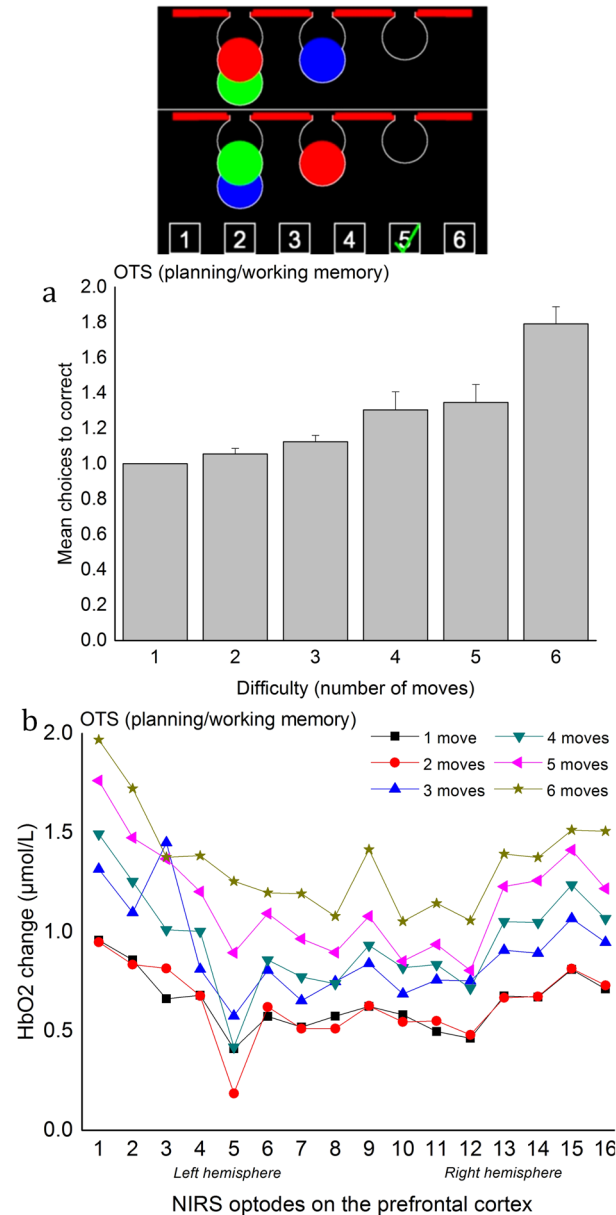 1 2 3 4 5 6
a OTS (planning/working memory)
2.0
1.8
1.6
1.4
1.2
1.0
0.8
0.6
0.4
0.2
0.0
Mean choices to correct
1 2 3 4 5 6
Difficulty (number of moves)
b OTS (planning/working memory)
2.0
1.5
1.0
0.5
0.0
HbO2 change (μmol/L)
1 move 4 moves
2 moves 5 moves
3 moves 6 moves
1 2 3 4 5 6 7 8 9 10 11 12 13 14 15 16
Left hemisphere Right hemisphere
NIRS optodes on the prefrontal cortex